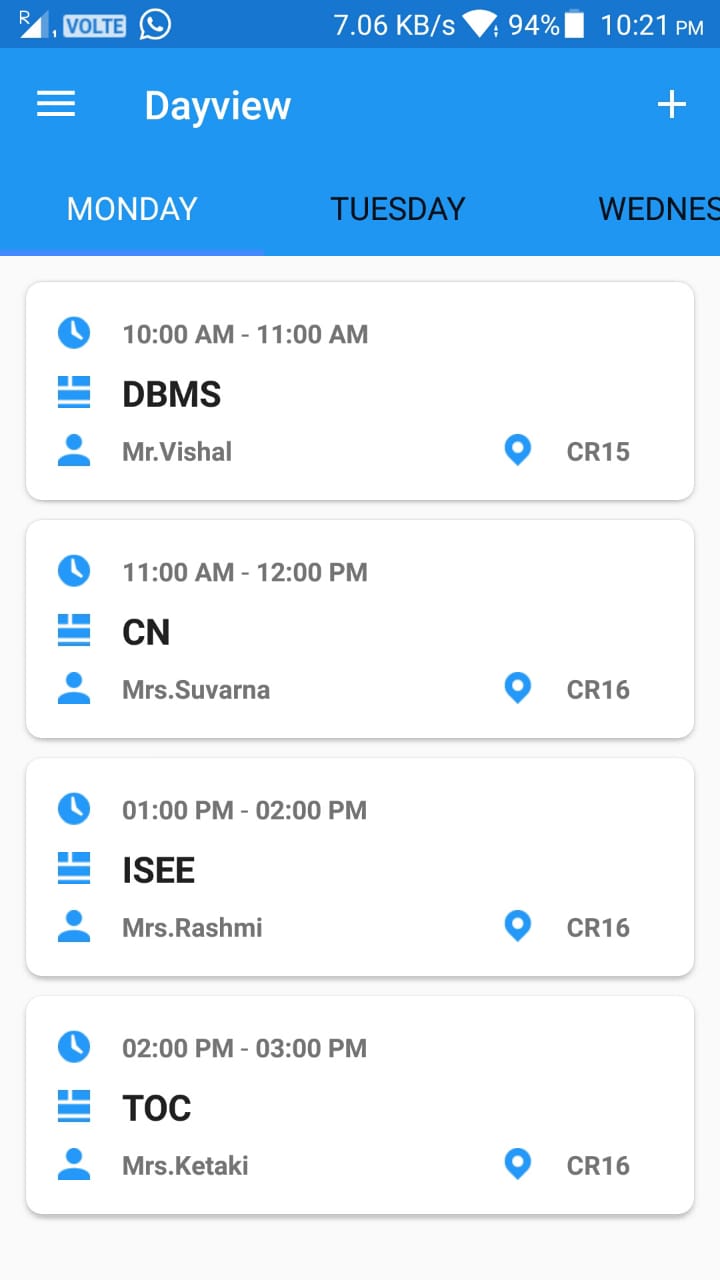 R VOLTE 7.06 KB/s 94% 10:21 PM
Dayview
MONDAY TUESDAY WEDNES
10:00 AM - 11:00 AM
DBMS
Mr.Vishal CR15
11:00 AM - 12:00 PM
CN
Mrs.Suvarna CR16
01:00 PM - 02:00 PM
ISEE
Mrs.Rashmi CR16
02:00 PM - 03:00 PM
TOC
Mrs.Ketaki CR16